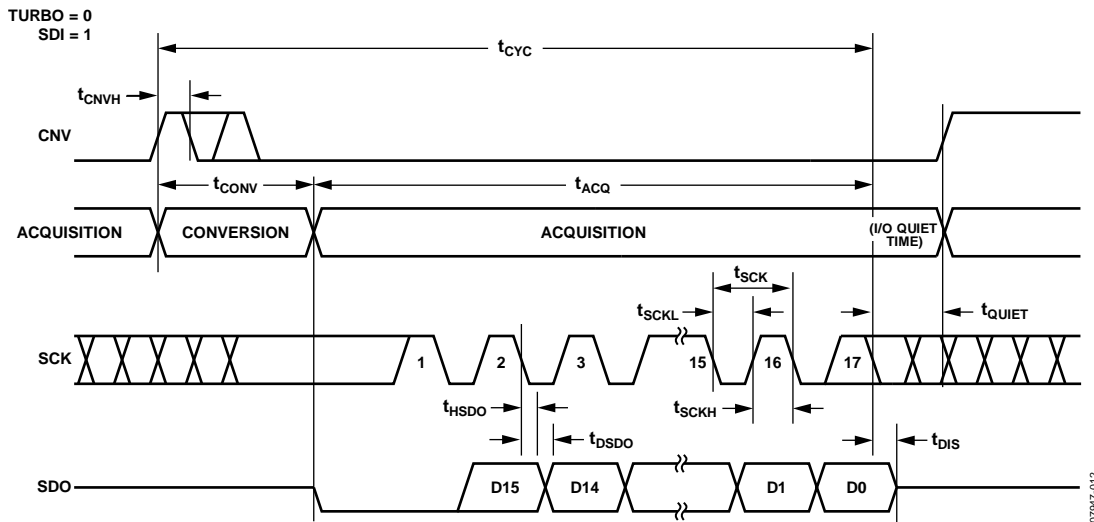 TURBO = 0
SDI = 1
tCYC
tCNVH
CNV
tCONV
tACQ
ACQUISITION
CONVERSION
ACQUISITION
(I/O QUIET
TIME)
tSCK
tSCKL
tQUIET
SCK
1
2
3
15
16
17
tHSDO
tSCKH
tDSDO
tDIS
SDO
D15
D14
D1
D0
07947-012